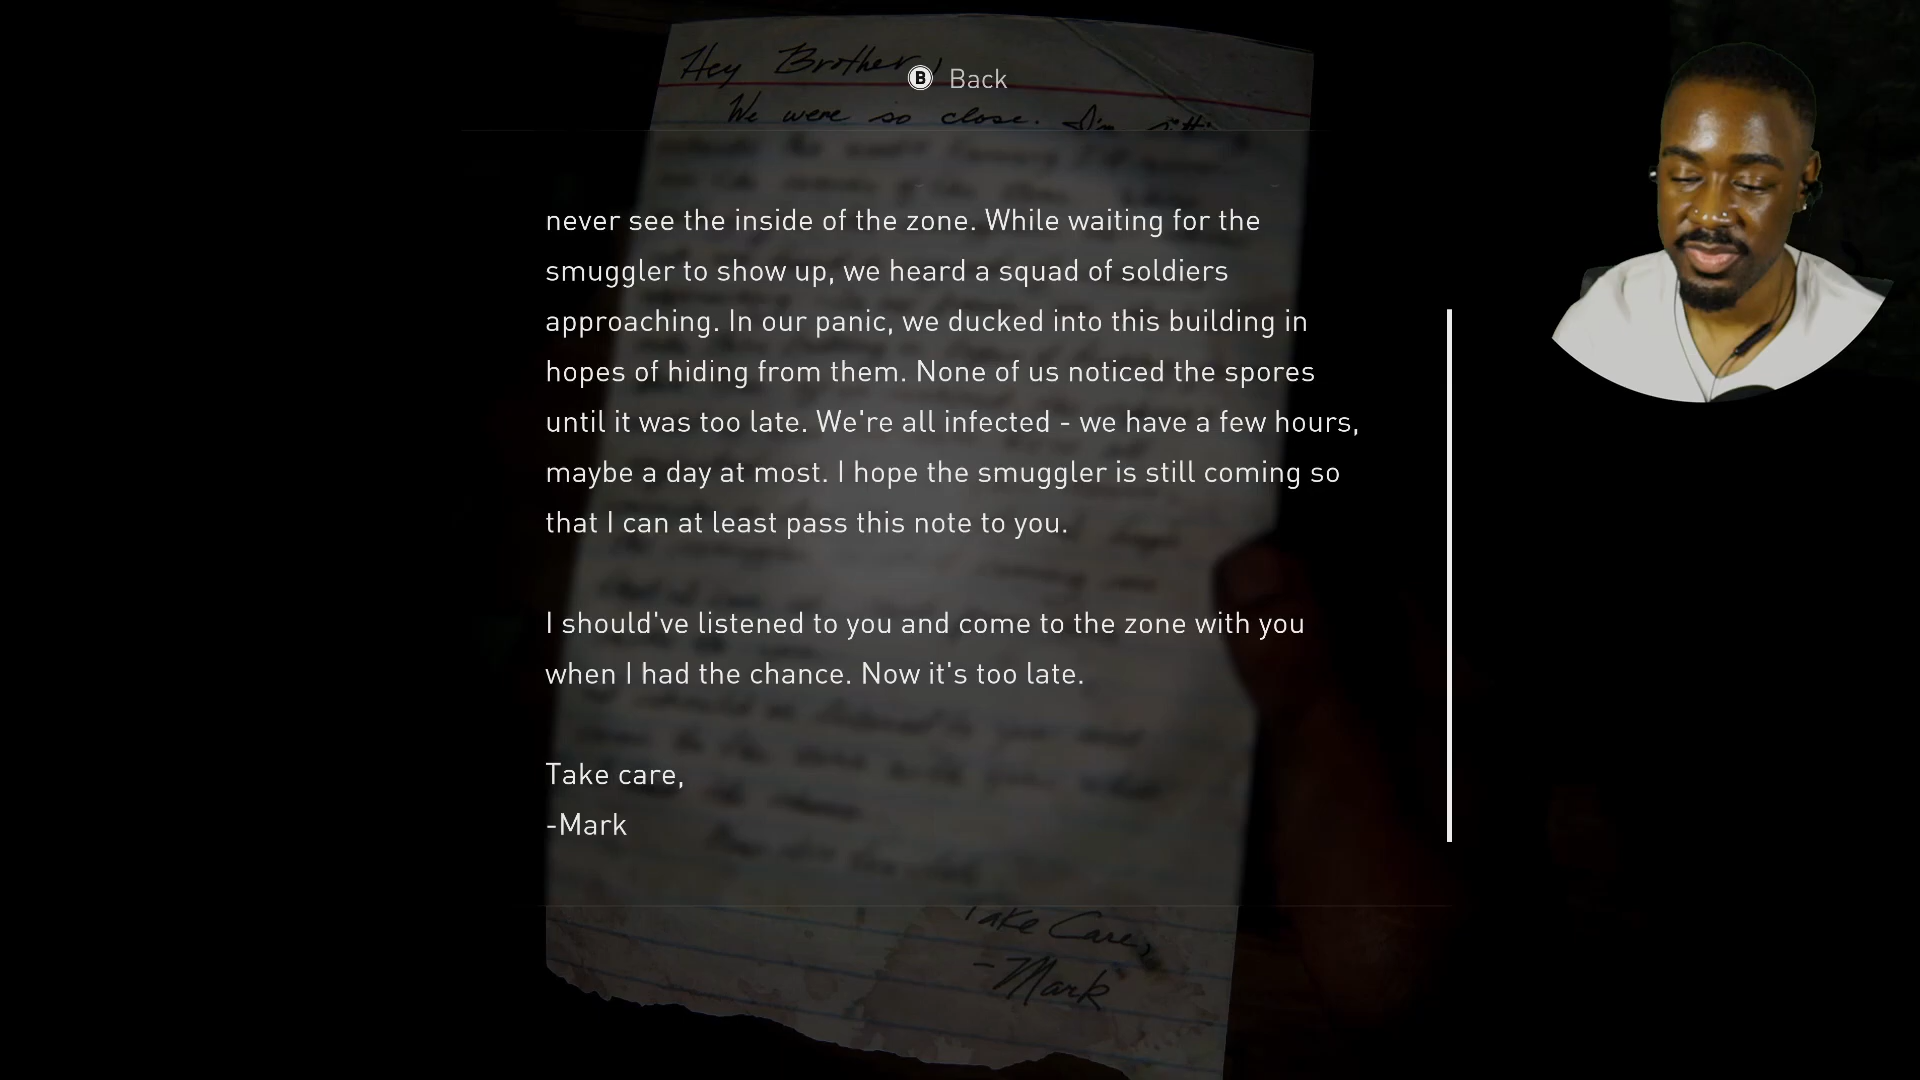 Hey Brother,
B Back
We were so close. I'm
never see the inside of the zone. While waiting for the
smuggler to show up, we heard a squad of soldiers
approaching. In our panic, we ducked into this building in
hopes of hiding from them. None of us noticed the spores
until it was too late. We're all infected - we have a few hours,
maybe a day at most. I hope the smuggler is still coming so
that I can at least pass this note to you.
I should've listened to you and come to the zone with you
when I had the chance. Now it's too late.
Take care,
-Mark
Take Care,
-Mark